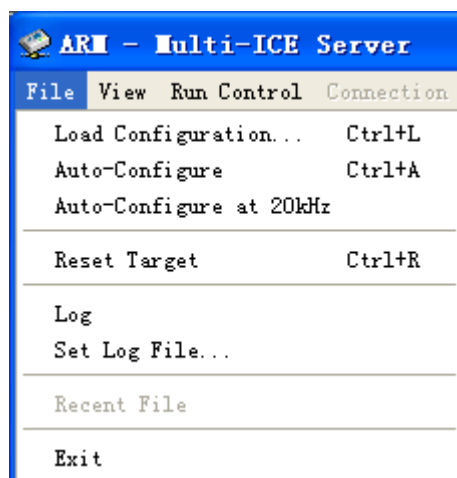 ARM - Multi-ICE Server
File View Run Control Connection
Load Configuration... Ctrl+L
Auto-Configure Ctrl+A
Auto-Configure at 20kHz
Reset Target Ctrl+R
Log
Set Log File...
Recent File
Exit